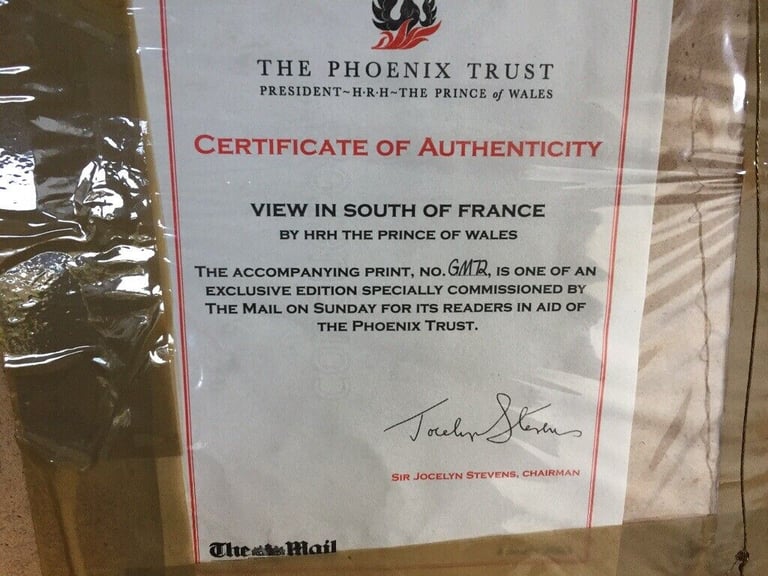 THE PHOENIX TRUST
PRESIDENT~H·R·H~THE PRINCE of WALES
CERTIFICATE OF AUTHENTICITY
VIEW IN SOUTH OF FRANCE
BY HRH THE PRINCE OF WALES
THE ACCOMPANYING PRINT, NO. , IS ONE OF AN
EXCLUSIVE EDITION SPECIALLY COMMISSIONED BY
THE MAIL ON SUNDAY FOR ITS READERS IN AID OF
THE PHOENIX TRUST.
Jocelyn Stevens
SIR JOCELYN STEVENS, CHAIRMAN
The Mail